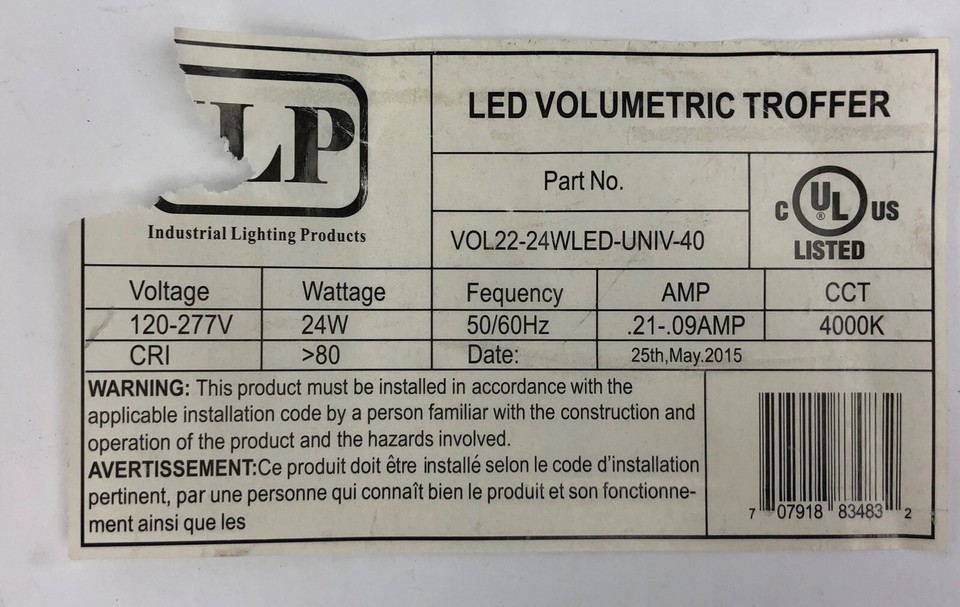 LP
LED VOLUMETRIC TROFFER
Part No.
C UL ® US
LISTED
Industrial Lighting Products
VOL22-24WLED-UNIV-40
Voltage Wattage Fequency AMP CCT
120-277V 24W 50/60Hz .21-.09AMP 4000K
CRI >80 Date: 25th,May.2015
WARNING: This product must be installed in accordance with the
applicable installation code by a person familiar with the construction and
operation of the product and the hazards involved.
AVERTISSEMENT:Ce produit doit être installé selon le code d'installation
pertinent, par une personne qui connaît bien le produit et son fonctionne-
ment ainsi que les
7 07918 83483 2